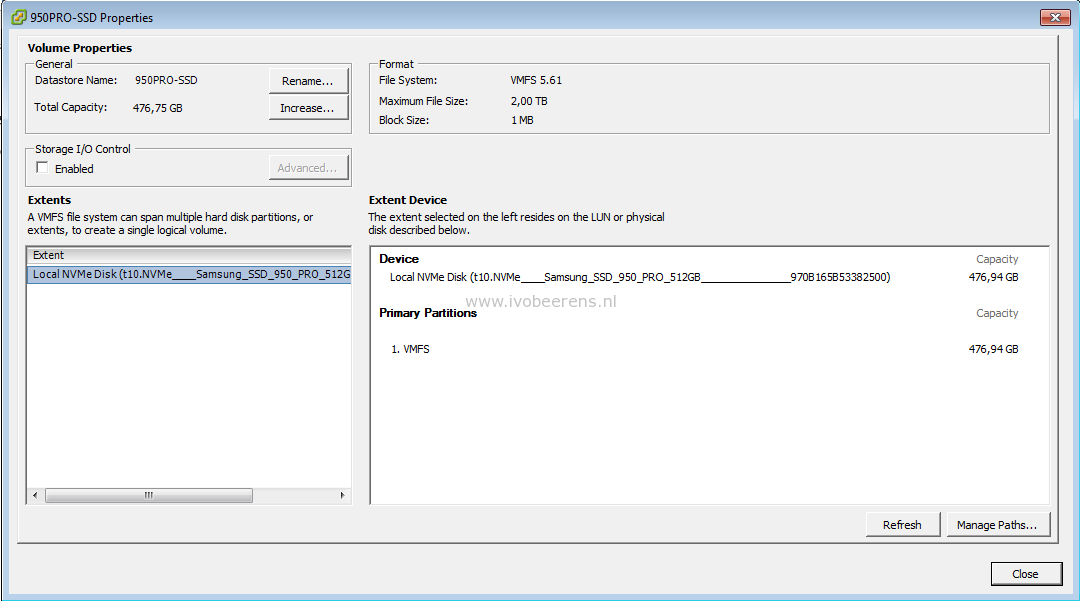 950PRO-SSD Properties
Volume Properties
General
Datastore Name: 950PRO-SSD
Rename...
Total Capacity: 476,75 GB
Increase...
Format
File System: VMFS 5.61
Maximum File Size: 2,00 TB
Block Size: 1 MB
Storage I/O Control
Enabled
Advanced...
Extents
A VMFS file system can span multiple hard disk partitions, or
extents, to create a single logical volume.
Extent
Local NVMe Disk (t10.NVMe____Samsung_SSD_950_PRO_512G
Extent Device
The extent selected on the left resides on the LUN or physical
disk described below.
Device Capacity
Local NVMe Disk (t10.NVMe____Samsung_SSD_950_PRO_512GB_______________970B165B53382500) 476,94 GB
www.ivobeerens.nl
Primary Partitions Capacity
1. VMFS 476,94 GB
Refresh
Manage Paths...
Close